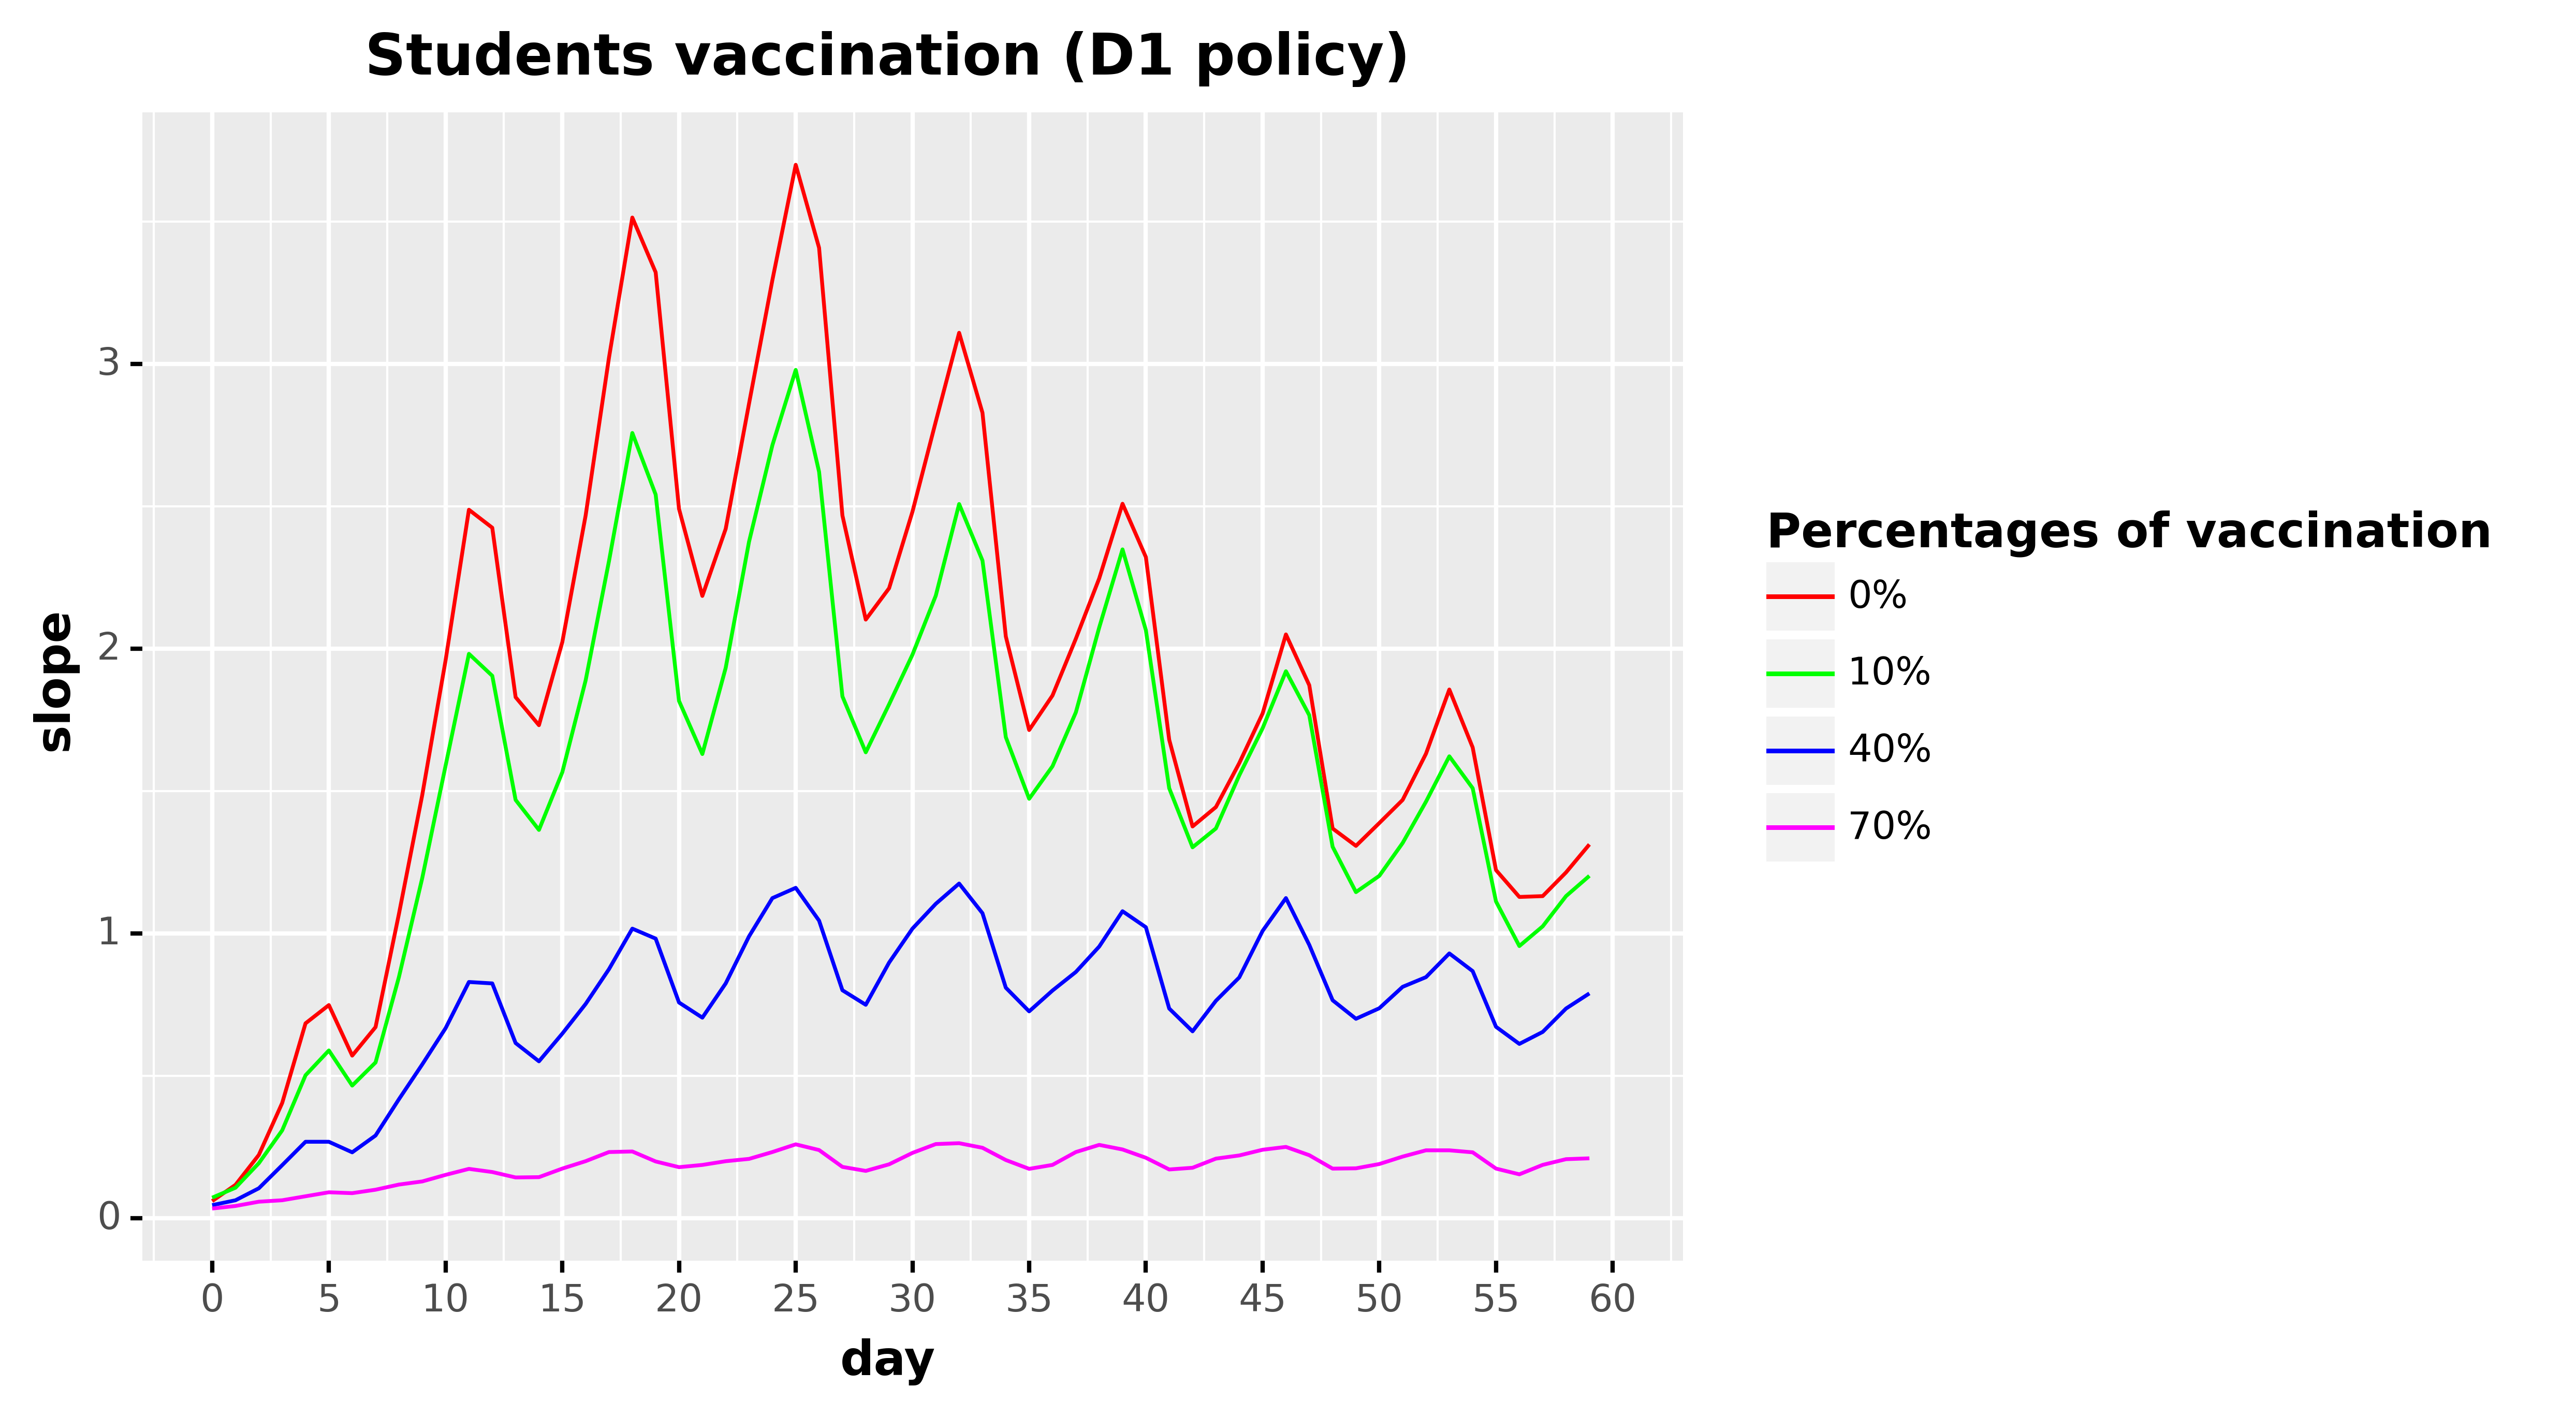 Students vaccination (D1 policy)
slope
3
2
1
0
0 5 10 15 20 25 30 35 40 45 50 55 60
day
Percentages of vaccination
0%
10%
40%
70%